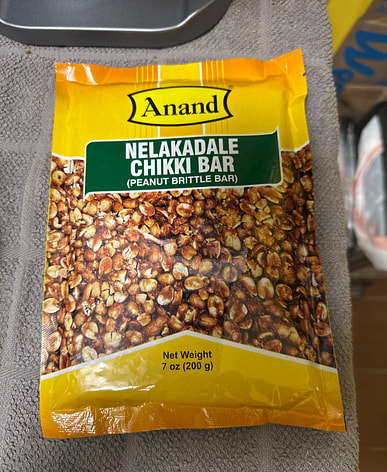 Anand
NELAKADALE
CHIKKI BAR
(PEANUT BRITTLE BAR)
Net Weight
7 oz (200 g)